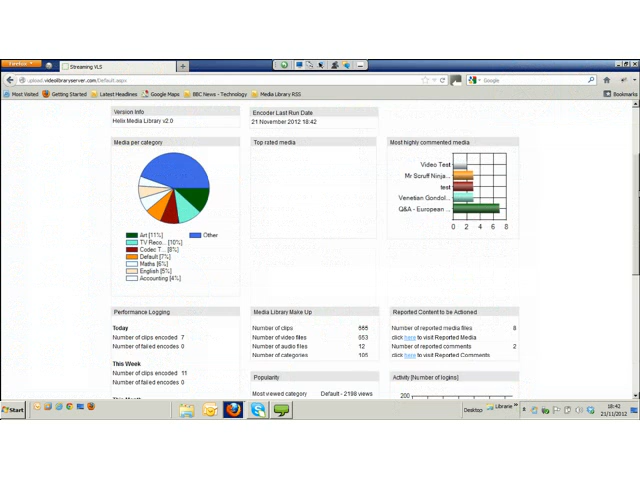 Firefox
Streaming VLS
upload.videolibraryserver.com/Default.aspx
Google
Most Visited Getting Started Latest Headlines Google Maps BBC News - Technology Media Library RSS Bookmarks
Version Info
Helix Media Library v2.0
Encoder Last Run Date
21 November 2012 18:42
Media per category
Art [11%]
TV Reco... [10%]
Codec T... [8%]
Default [7%]
Maths [6%]
English [5%]
Accounting [4%]
Other
Top rated media
Most highly commented media
Video Test
Mr Scruff Ninja...
test
Venetian Gondol...
Q&A - European ...
0 2 4 6 8
Performance Logging
Today
Number of clips encoded 7
Number of failed encodes 0
This Week
Number of clips encoded 11
Number of failed encodes 0
Media Library Make Up
Number of clips 565
Number of video files 553
Number of audio files 12
Number of categories 105
Popularity
Most viewed category Default - 2198 views
Reported Content to be Actioned
Number of reported media files 8
click here to visit Reported Media
Number of reported comments 2
click here to visit Reported Comments
Activity [Number of logins]
200
Start
Desktop
Librarie
18:42
21/11/2012